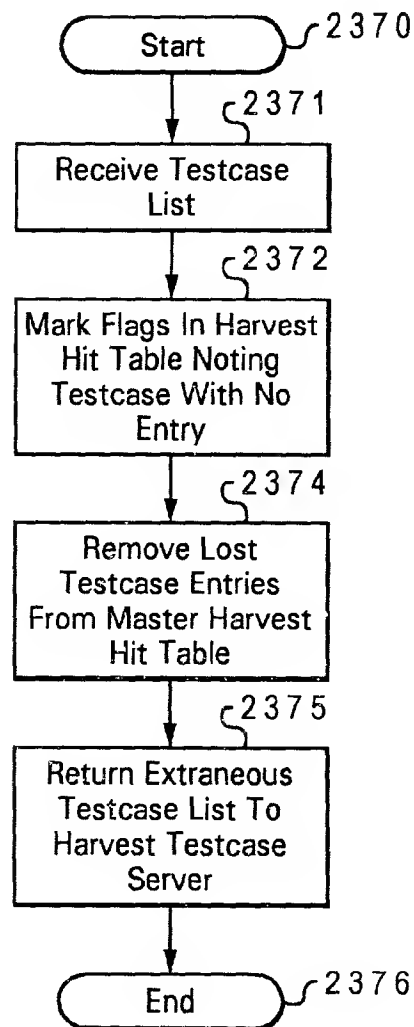 Start
2370
2371
Receive Testcase
List
2372
Mark Flags In Harvest
Hit Table Noting
Testcase With No
Entry
2374
Remove Lost
Testcase Entries
From Master Harvest
Hit Table
2375
Return Extraneous
Testcase List To
Harvest Testcase
Server
End
2376